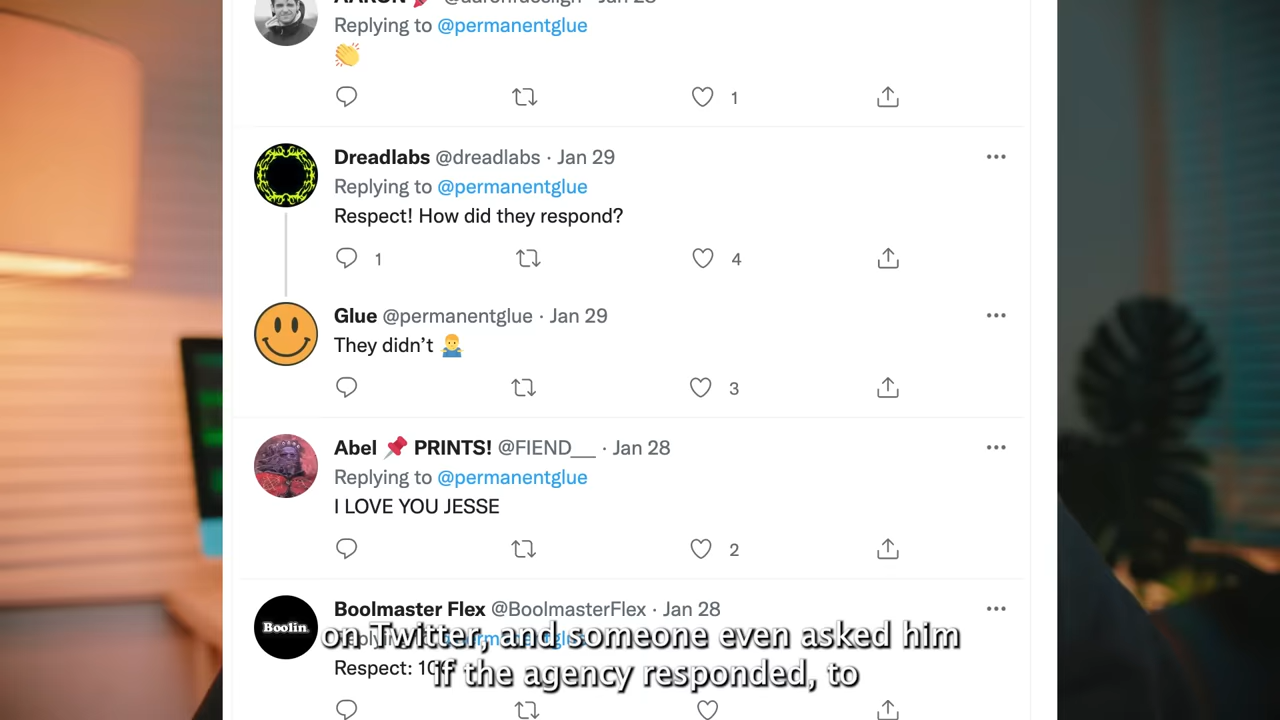 Replying to @permanentglue
1
Dreadlabs @dreadlabs · Jan 29
Replying to @permanentglue
Respect! How did they respond?
1 4
Glue @permanentglue · Jan 29
They didn’t
3
Abel PRINTS! @FIEND__ · Jan 28
Replying to @permanentglue
I LOVE YOU JESSE
2
Boolin.
Boolmaster Flex @BoolmasterFlex · Jan 28
on Twitter, and someone even asked him
Respect:
if the agency responded, to